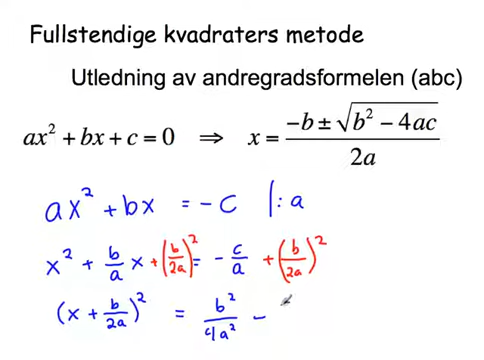 Fullstendige kvadraters metode
Utledning av andregradsformelen (abc)
ax² + bx + c = 0 ⇒ x = (−b ± √(b² − 4ac)) / 2a
ax² + bx = −c |: a
x² + b/a x + (b/2a)² = −c/a + (b/2a)²
(x + b/2a)² = b²/4a² −